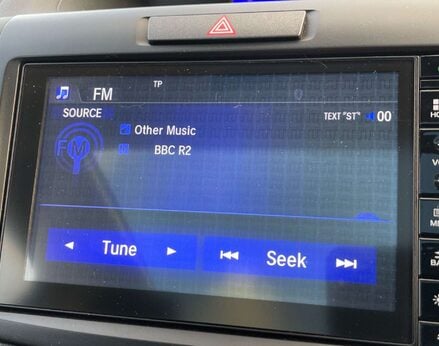 FM
TP
SOURCE
TEXT "ST" 00
Other Music
FM
BBC R2
Tune
Seek